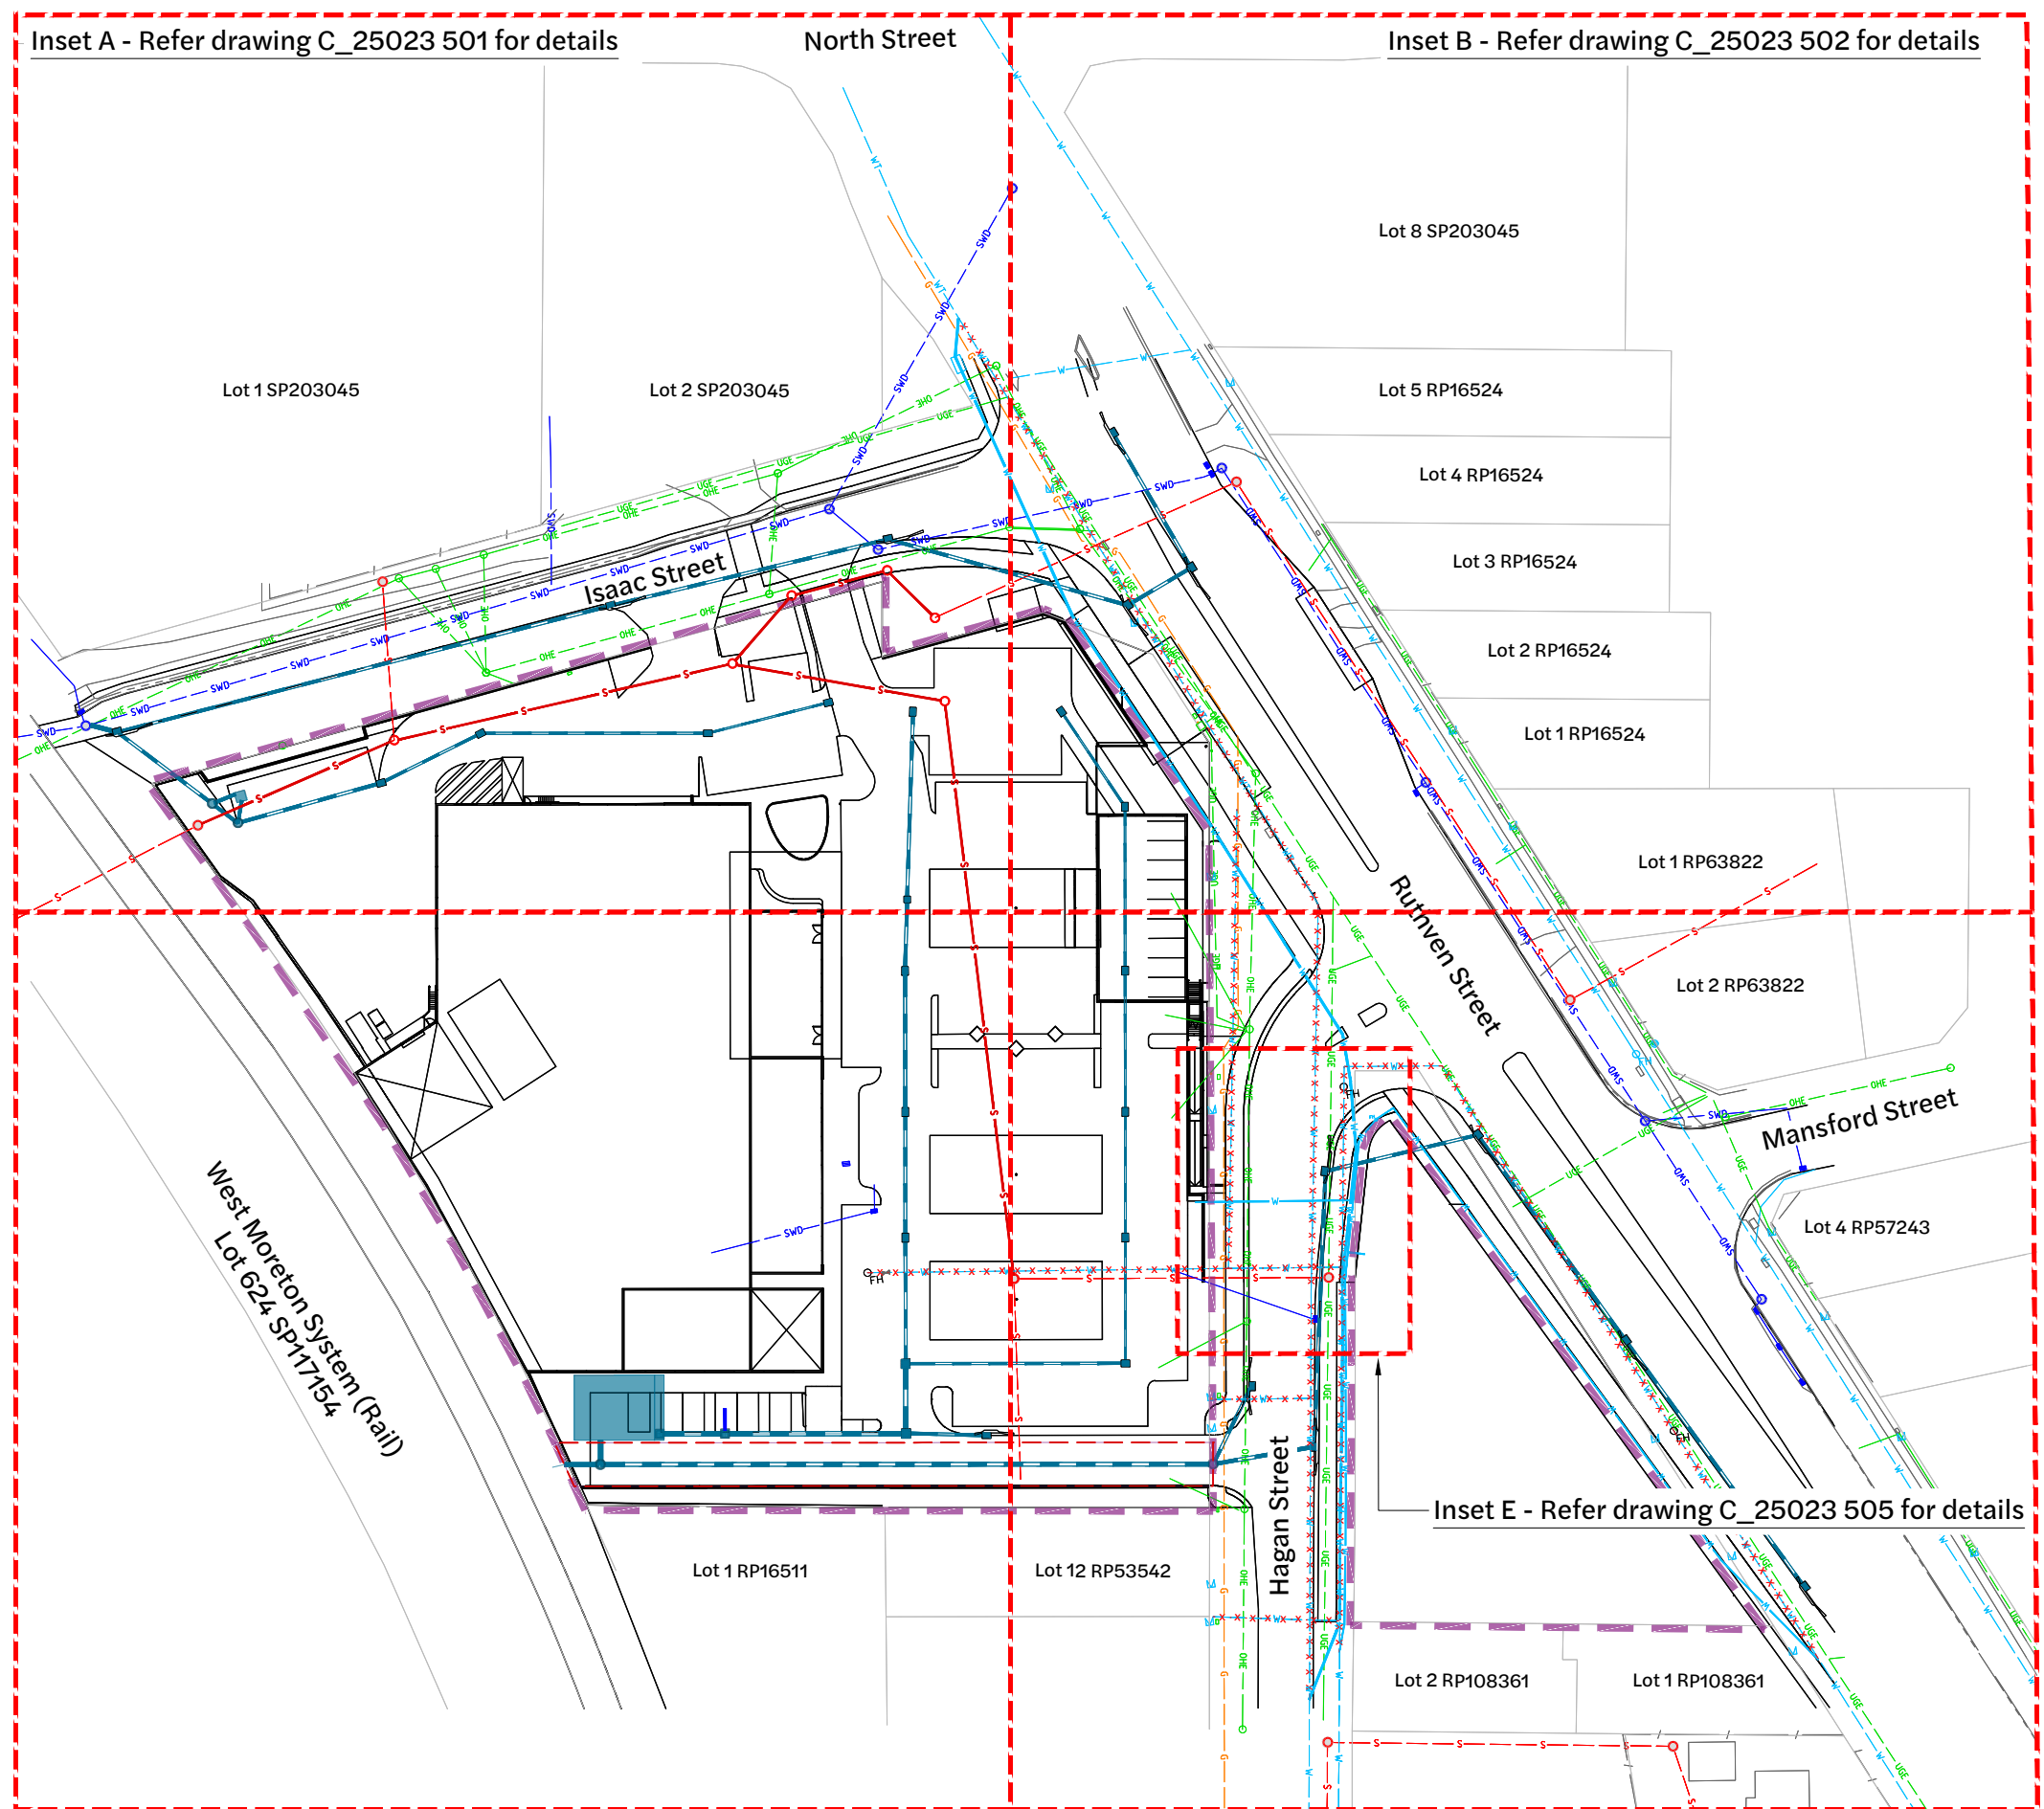 Inset A - Refer drawing C_25023 501 for details
North Street
Inset B - Refer drawing C_25023 502 for details
Lot 8 SP203045
Lot 1 SP203045
Lot 2 SP203045
Lot 5 RP16524
Lot 4 RP16524
Lot 3 RP16524
Isaac Street
Lot 2 RP16524
Lot 1 RP16524
Lot 1 RP63822
Ruthven Street
Lot 2 RP63822
Mansford Street
Lot 4 RP57243
West Moreton System (Rail)
Lot 624 SP117154
FH
FH
FH
Hagan Street
Inset E - Refer drawing C_25023 505 for details
Lot 1 RP16511
Lot 12 RP53542
Lot 2 RP108361
Lot 1 RP108361